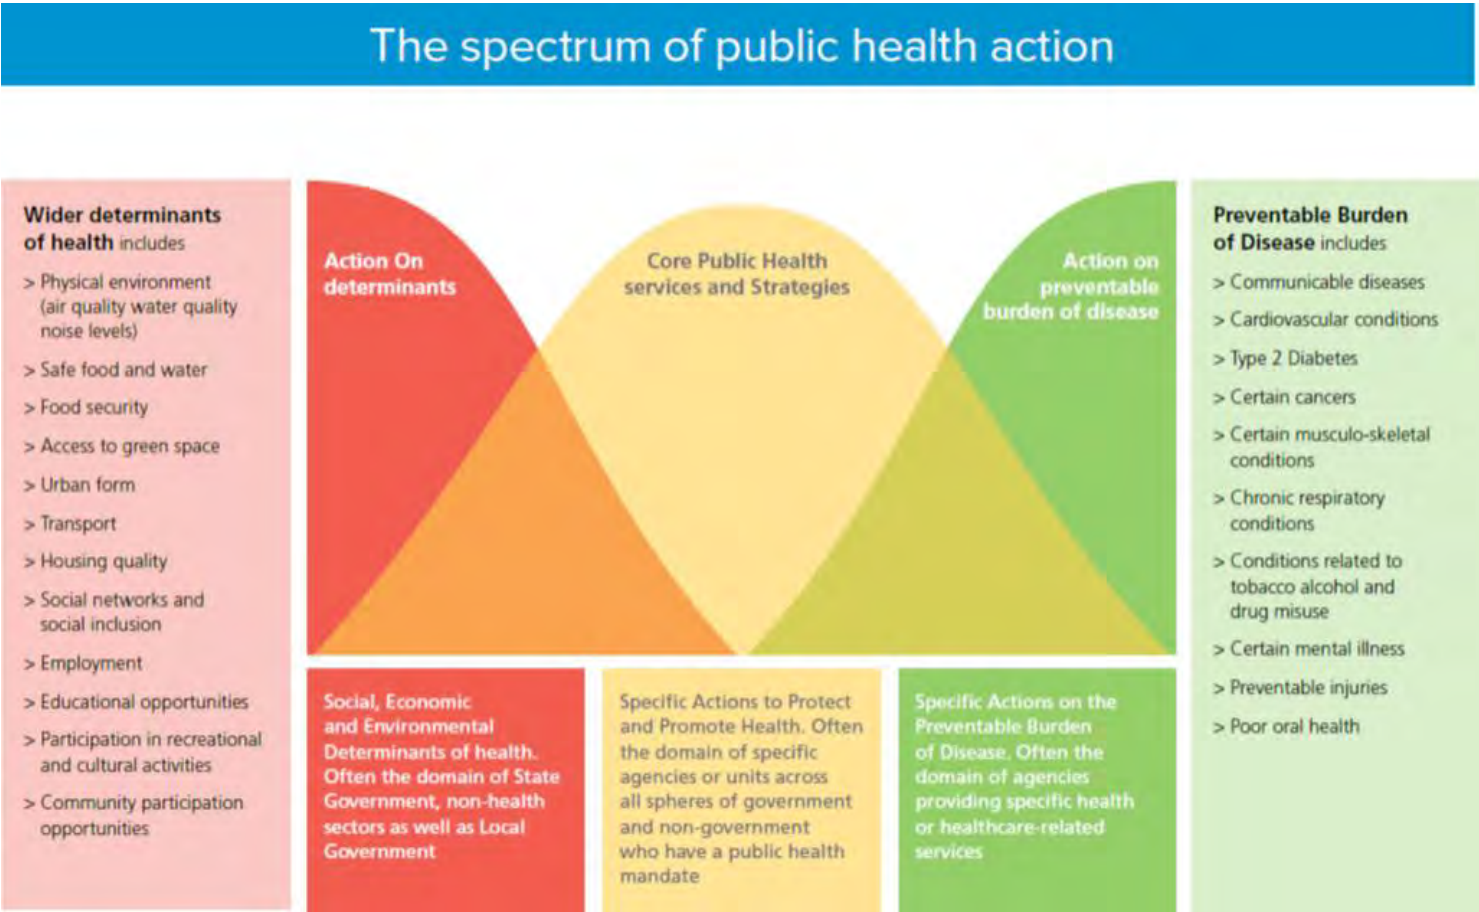 The spectrum of public health action
Wider determinants
of health includes
> Physical environment
(air quality water quality
noise levels)
> Safe food and water
> Food security
> Access to green space
> Urban form
> Transport
> Housing quality
> Social networks and
social inclusion
> Employment
> Educational opportunities
> Participation in recreational
and cultural activities
> Community participation
opportunities
Action On
determinants
Core Public Health
services and Strategies
Action on
preventable
burden of disease
Social, Economic
and Environmental
Determinants of health.
Often the domain of State
Government, non-health
sectors as well as Local
Government
Specific Actions to Protect
and Promote Health. Often
the domain of specific
agencies or units across
all spheres of government
and non-government
who have a public health
mandate
Specific Actions on the
Preventable Burden
of Disease. Often the
domain of agencies
providing specific health
or healthcare-related
services
Preventable Burden
of Disease includes
> Communicable diseases
> Cardiovascular conditions
> Type 2 Diabetes
> Certain cancers
> Certain musculo-skeletal
conditions
> Chronic respiratory
conditions
> Conditions related to
tobacco alcohol and
drug misuse
> Certain mental illness
> Preventable injuries
> Poor oral health